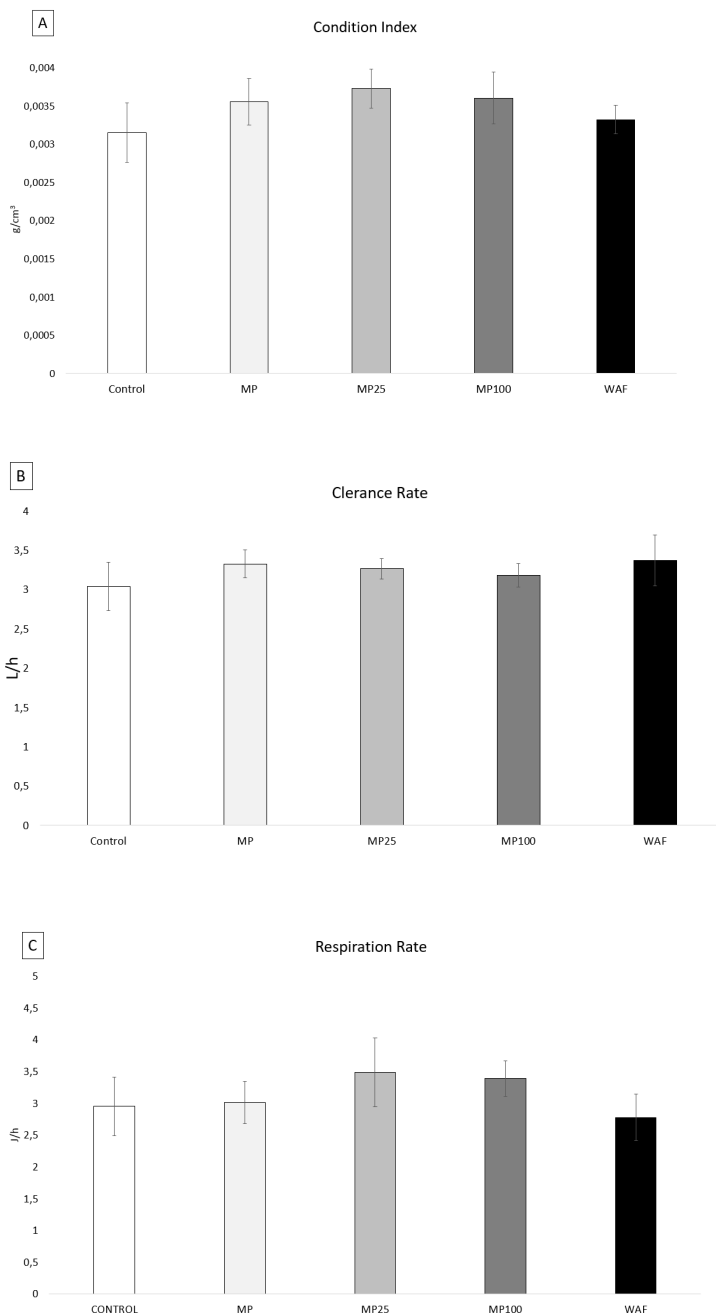 A
Condition Index
0,004
0,0035
0,003
0,0025
0,002
0,0015
0,001
0,0005
0
g/cm³
Control MP MP25 MP100 WAF
B
Clerance Rate
4
3,5
3
2,5
2
1,5
1
0,5
0
L/h
Control MP MP25 MP100 WAF
C
Respiration Rate
5
4,5
4
3,5
3
2,5
2
1,5
1
0,5
0
J/h
CONTROL MP MP25 MP100 WAF